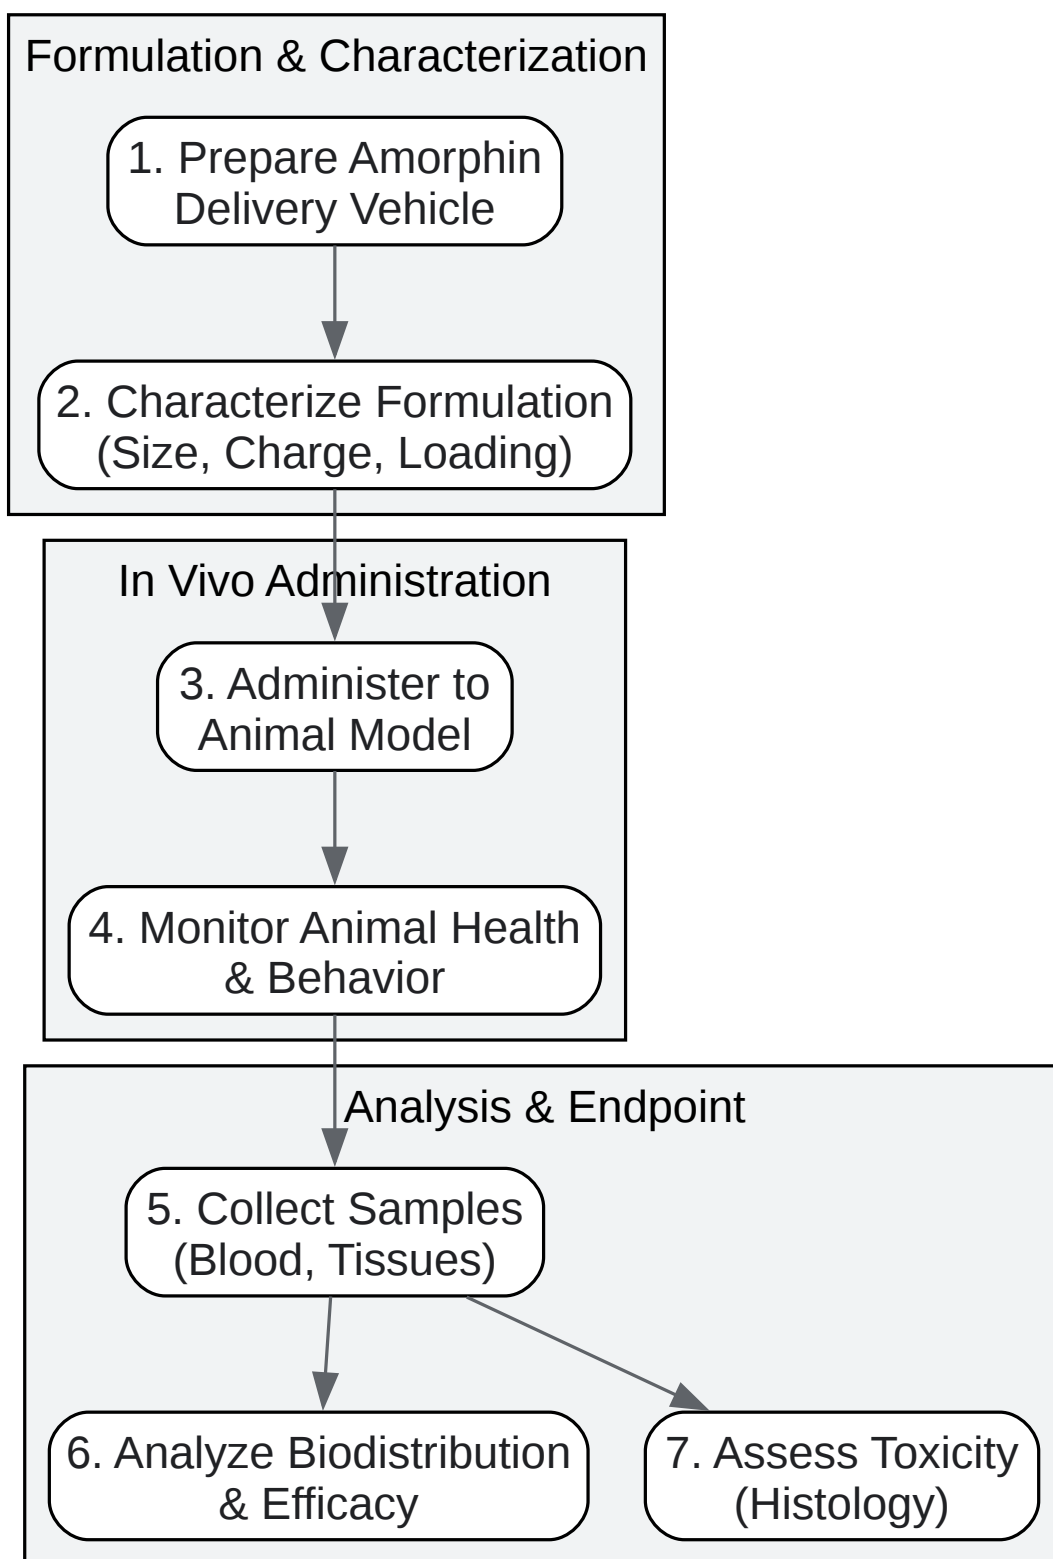 Formulation & Characterization
1. Prepare Amorphin
Delivery Vehicle
2. Characterize Formulation
(Size, Charge, Loading)
In Vivo Administration
3. Administer to
Animal Model
4. Monitor Animal Health
& Behavior
Analysis & Endpoint
5. Collect Samples
(Blood, Tissues)
6. Analyze Biodistribution
& Efficacy
7. Assess Toxicity
(Histology)